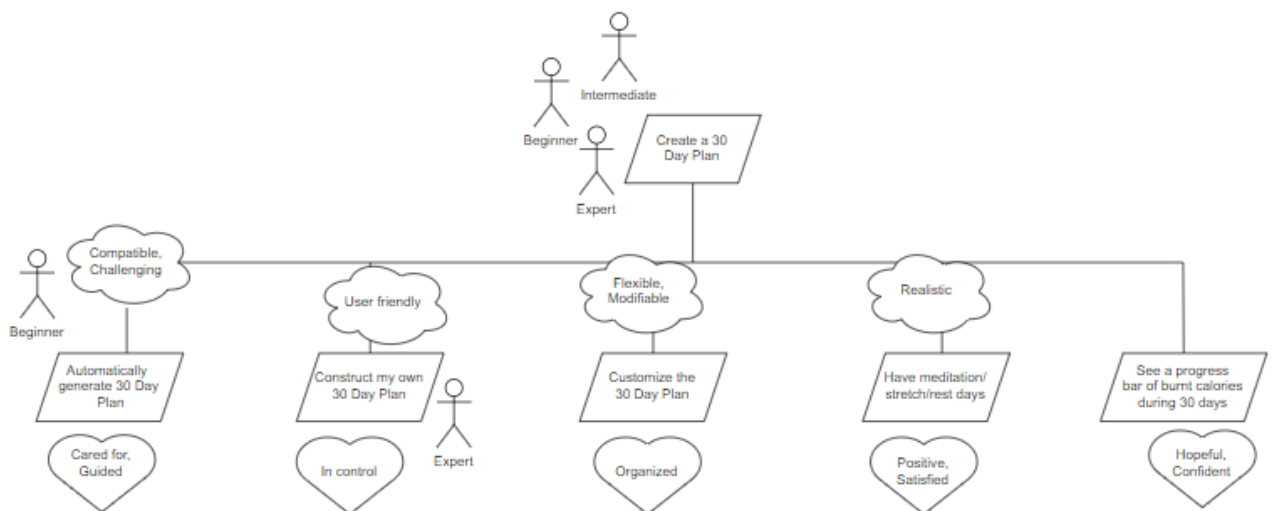 Intermediate
Beginner
Create a 30
Day Plan
Expert
Compatible,
Challenging
User friendly
Flexible,
Modifiable
Realistic
Beginner
Automatically
generate 30 Day
Plan
Construct my own
30 Day Plan
Customize the
30 Day Plan
Have meditation/
stretch/rest days
See a progress
bar of burnt calories
during 30 days
Expert
Cared for,
Guided
In control
Organized
Positive,
Satisfied
Hopeful,
Confident